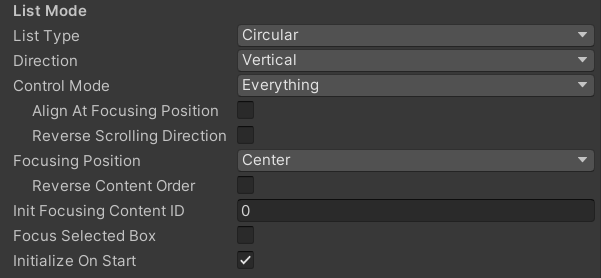 List Mode
List Type Circular
Direction Vertical
Control Mode Everything
Align At Focusing Position
Reverse Scrolling Direction
Focusing Position Center
Reverse Content Order
Init Focusing Content ID 0
Focus Selected Box
Initialize On Start